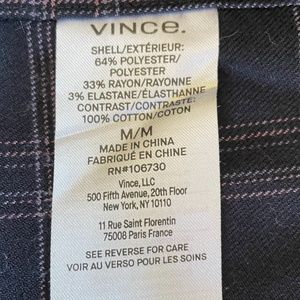 VINCE.
SHELL/EXTÉRIEUR:
64% POLYESTER/
POLYESTER
33% RAYON/RAYONNE
3% ELASTANE/ÉLASTHANNE
CONTRAST/CONTRASTE:
100% COTTON/COTON
M/M
MADE IN CHINA
FABRIQUÉ EN CHINE
RN#106730
Vince, LLC
500 Fifth Avenue, 20th Floor
New York, NY 10110
11 Rue Saint Florentin
75008 Paris France
SEE REVERSE FOR CARE
VOIR AU VERSO POUR LES SOINS